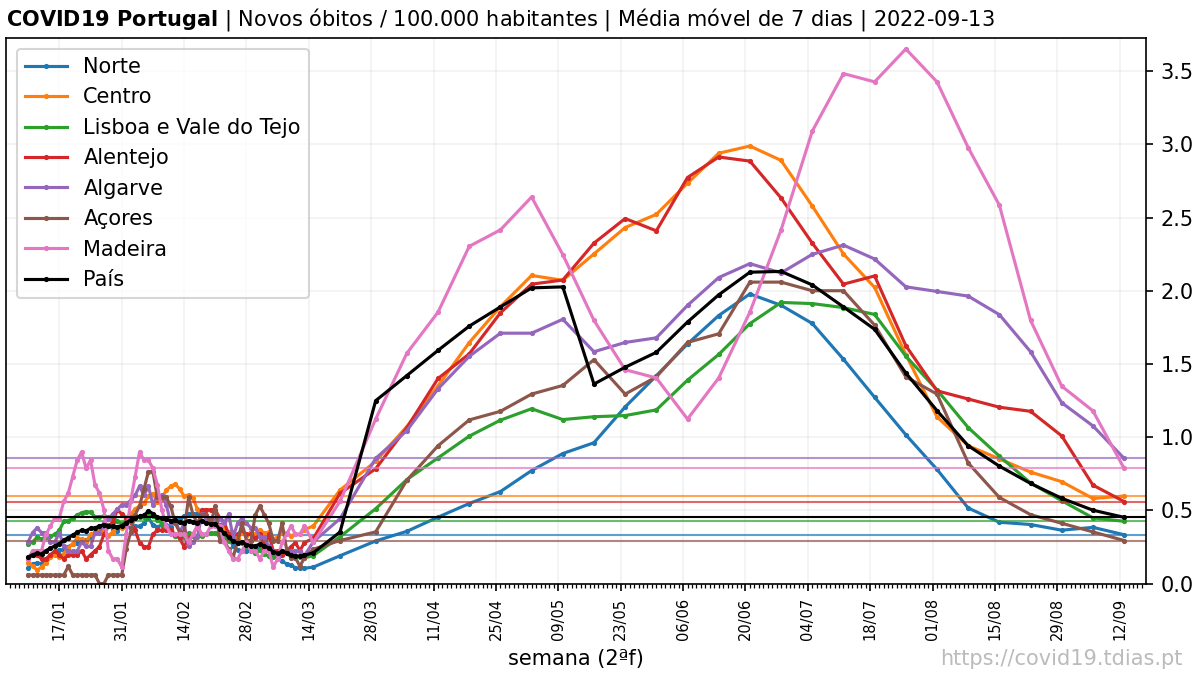 COVID19 Portugal | Novos óbitos / 100.000 habitantes | Média móvel de 7 dias | 2022-09-13
Norte
Centro
Lisboa e Vale do Tejo
Alentejo
Algarve
Açores
Madeira
País
3.5
3.0
2.5
2.0
1.5
1.0
0.5
0.0
17/01 31/01 14/02 28/02 14/03 28/03 11/04 25/04 09/05 23/05 06/06 20/06 04/07 18/07 01/08 15/08 29/08 12/09
semana (2ªf)
https://covid19.tdias.pt